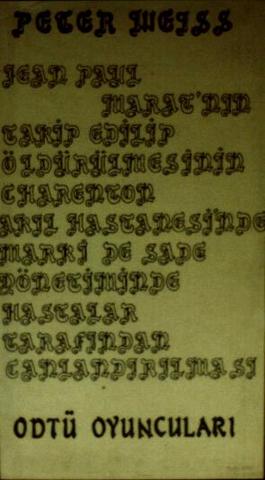 PETER WEISS
JEAN PAUL
MARAT'NIN
TAKİP EDİLİP
ÖLDÜRÜLMESİNİN
CHARENTON
AKIL HASTANESİ'NDE
MARKİ DE SADE
YÖNETİMİNDE
HASTALAR
TARAFINDAN
CANLANDIRILMASI
ODTÜ OYUNCULARI